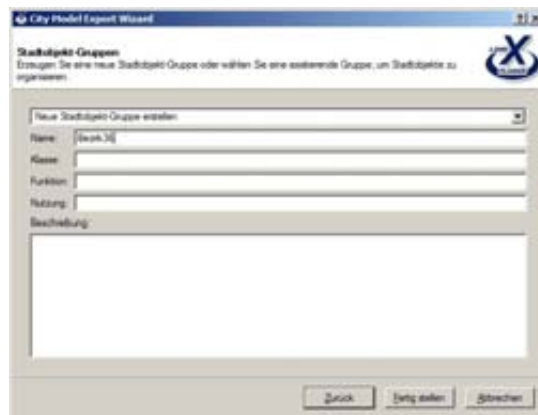 City Model Export Wizard
Stadtobjekt-Gruppen
Erzeugen Sie eine neue Stadtobjekt-Gruppe oder wählen Sie eine existierende Gruppe, um Stadtobjekte zu
organisieren.
Neue Stadtobjekt-Gruppe erstellen
Name:
Klasse:
Funktion:
Nutzung:
Beschreibung:
Zurück Fertig stellen Abbrechen